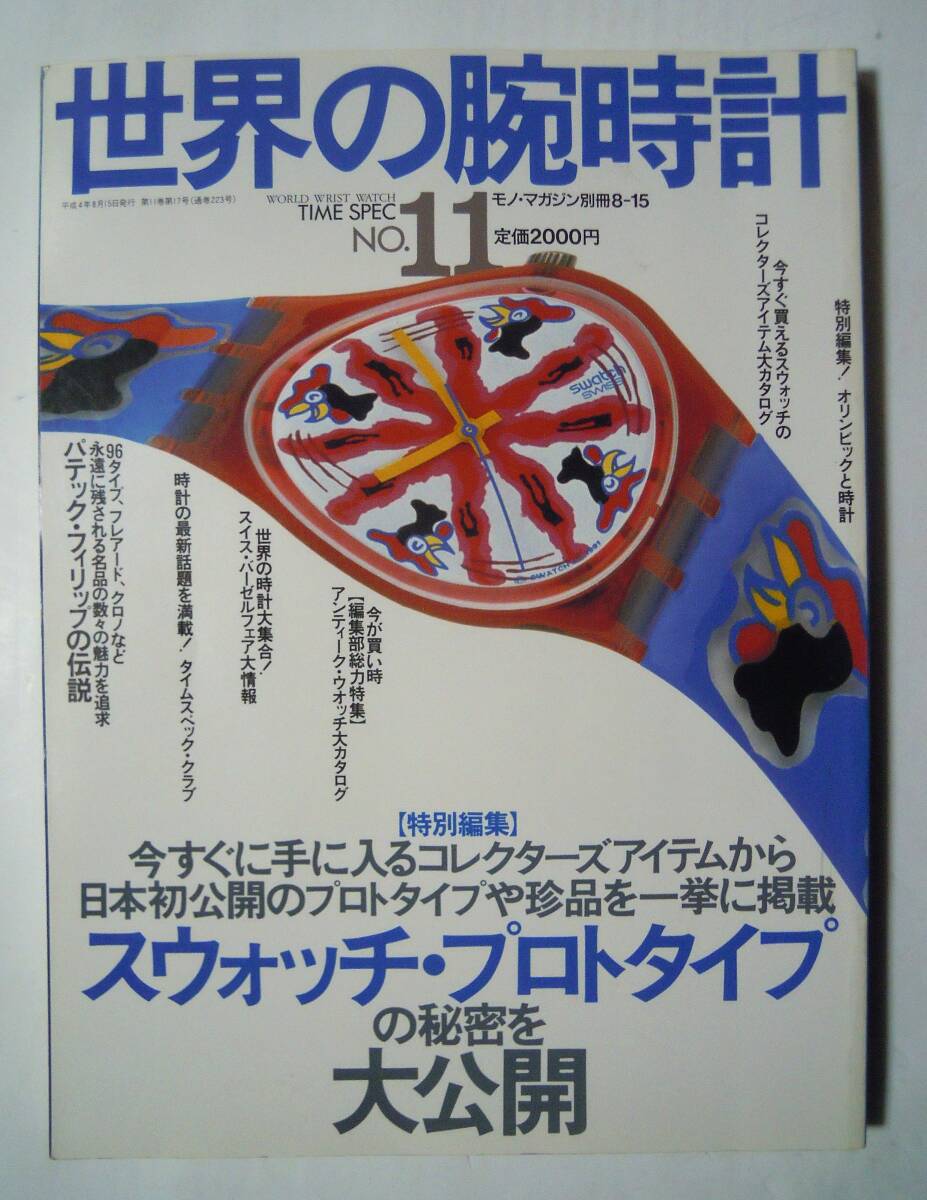 世界の腕時計
平成4年8月15日発行 第11巻第17号(通巻223号)
WORLD WRIST WATCH
TIME SPEC
NO.11
モノ・マガジン別冊8-15
定価2000円
特別編集! オリンピックと時計
今すぐ買えるスウォッチの
コレクターズアイテム大カタログ
swatch
SWISS
© SWATCH 1991
今が買い時
【編集部総力特集】
アンティーク・ウオッチ大カタログ
世界の時計大集合!
スイス・バーゼルフェア大情報
時計の最新話題を満載! タイムスペック・クラブ
96タイプ、フレアード、クロノなど
永遠に残される名品の数々の魅力を追求
パテック・フィリップの伝説
【特別編集】
今すぐに手に入るコレクターズアイテムから
日本初公開のプロトタイプや珍品を一挙に掲載
スウォッチ・プロトタイプ
の秘密を
大公開